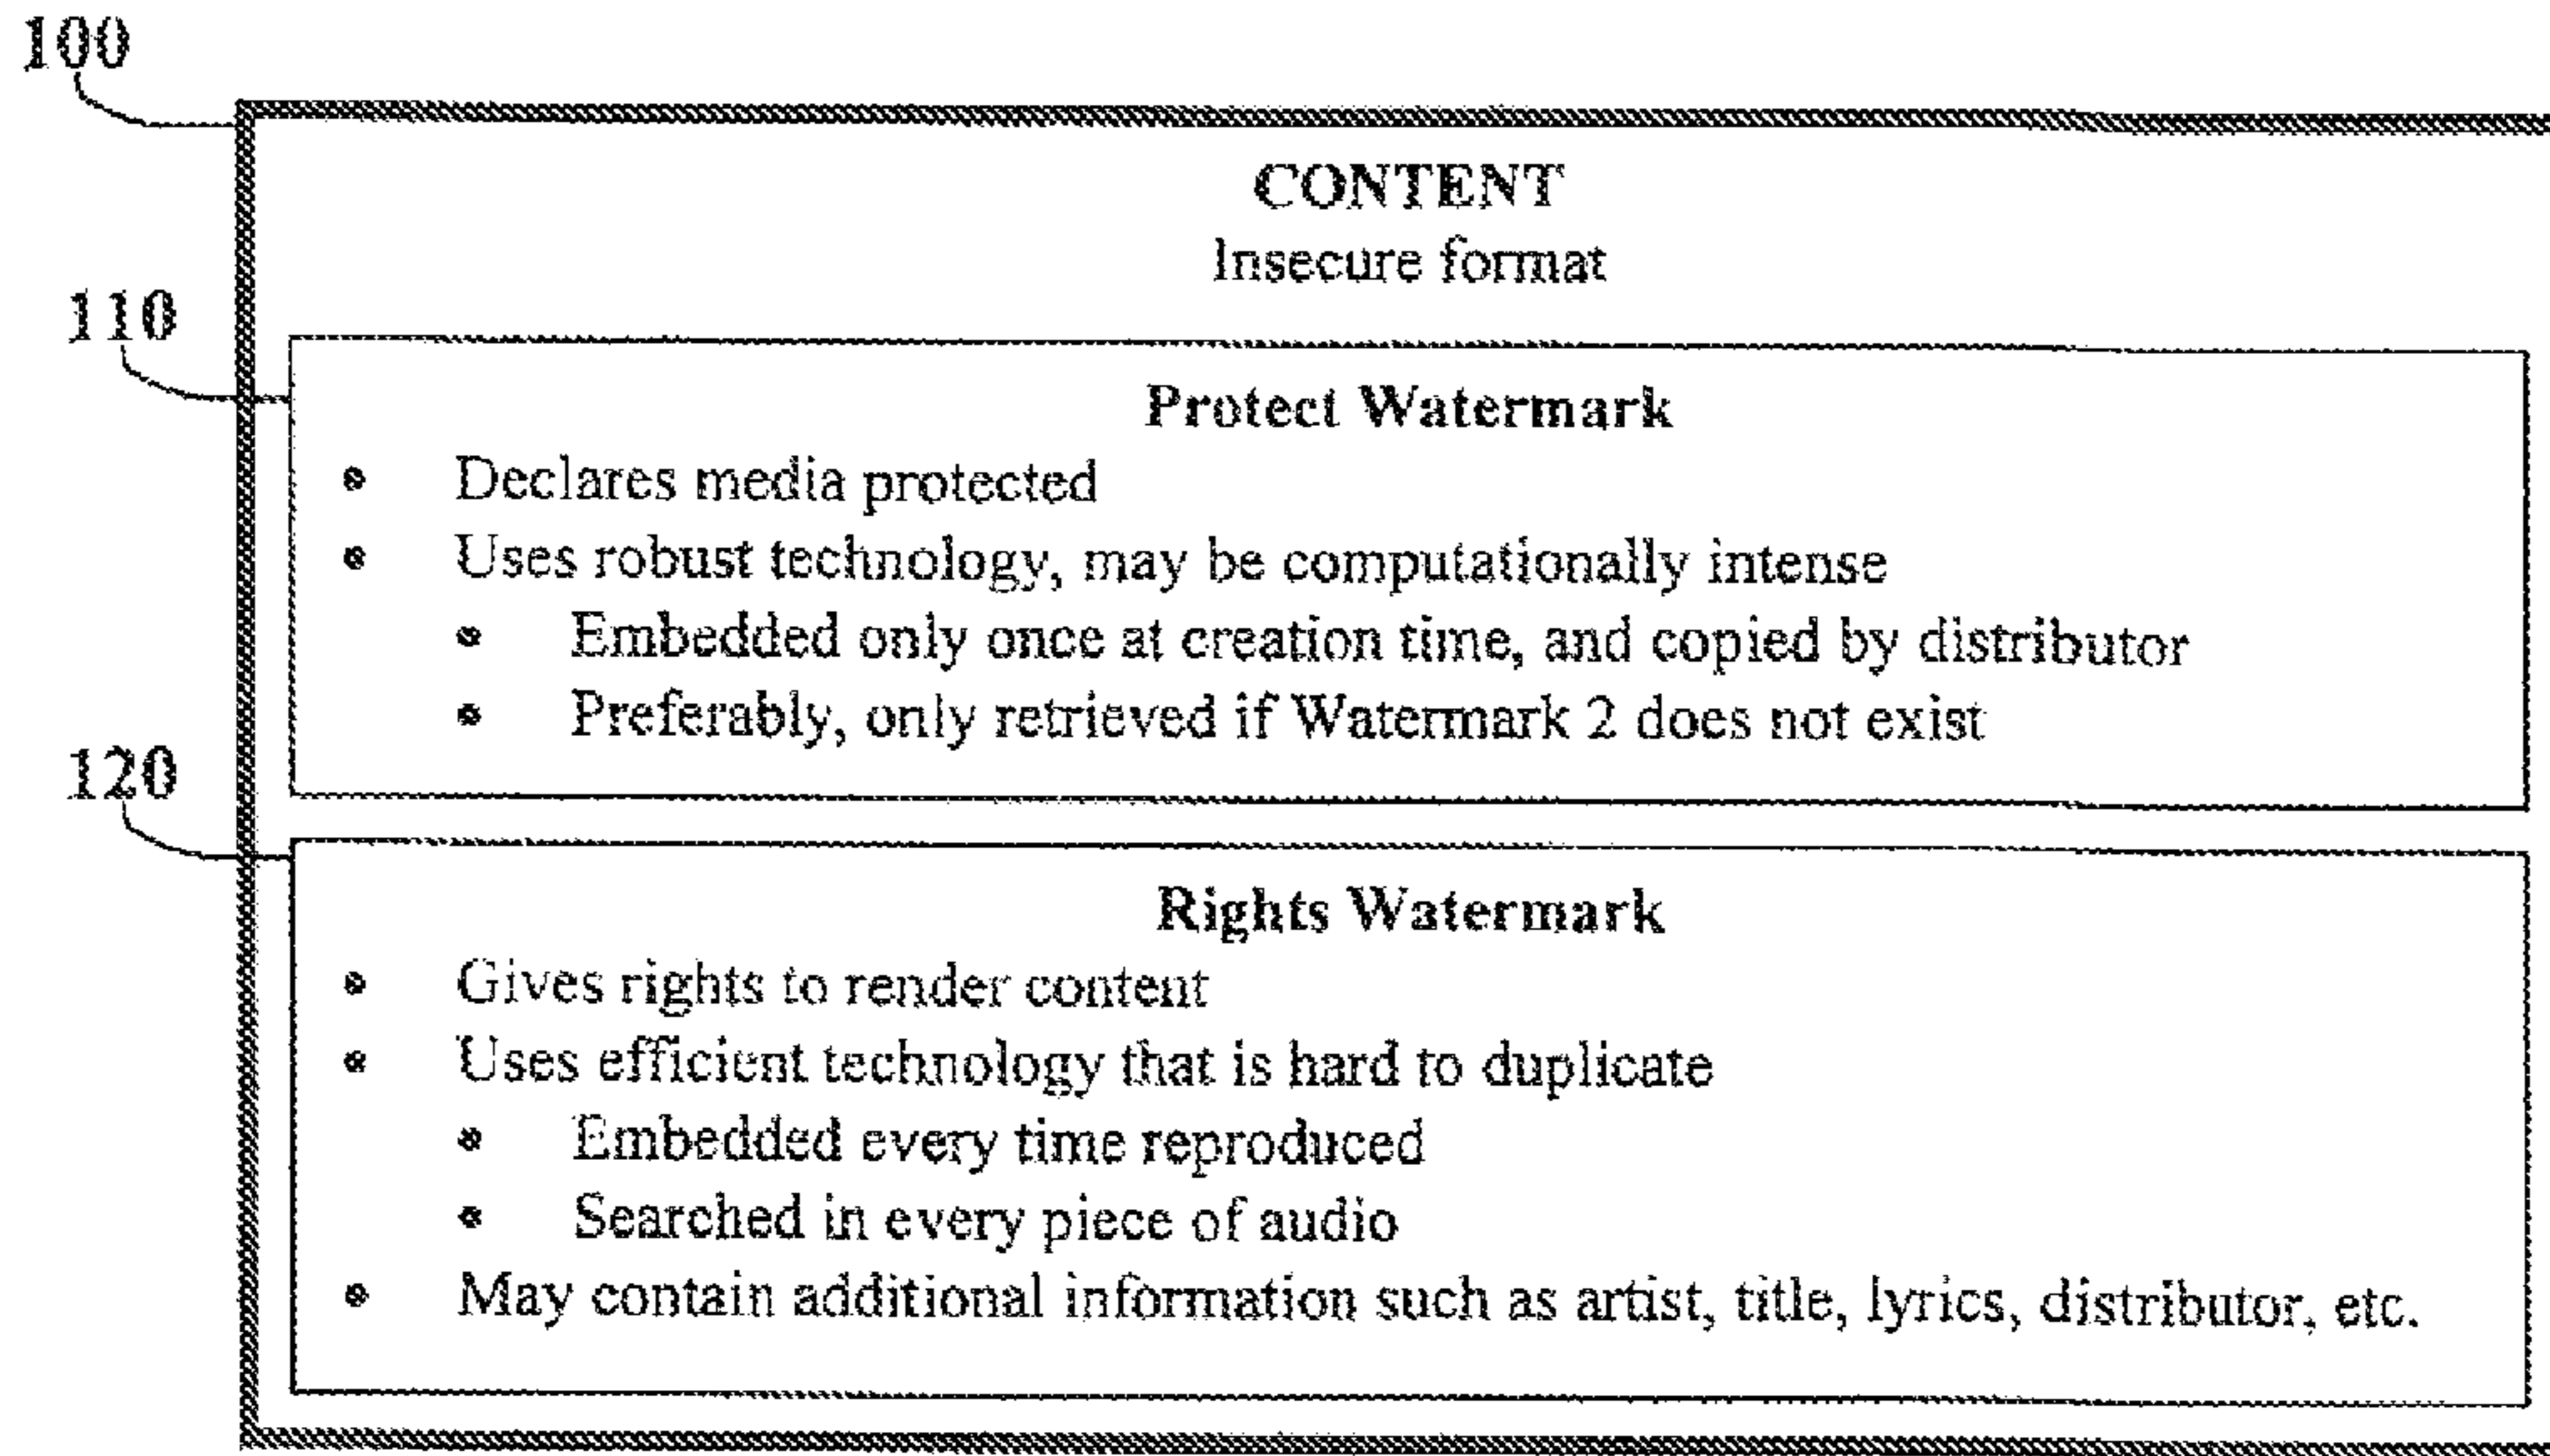 100
CONTENT
Insecure format
110
Protect Watermark
• Declares media protected
• Uses robust technology, may be computationally intense
• Embedded only once at creation time, and copied by distributor
• Preferably, only retrieved if Watermark 2 does not exist
120
Rights Watermark
• Gives rights to render content
• Uses efficient technology that is hard to duplicate
• Embedded every time reproduced
• Searched in every piece of audio
• May contain additional information such as artist, title, lyrics, distributor, etc.